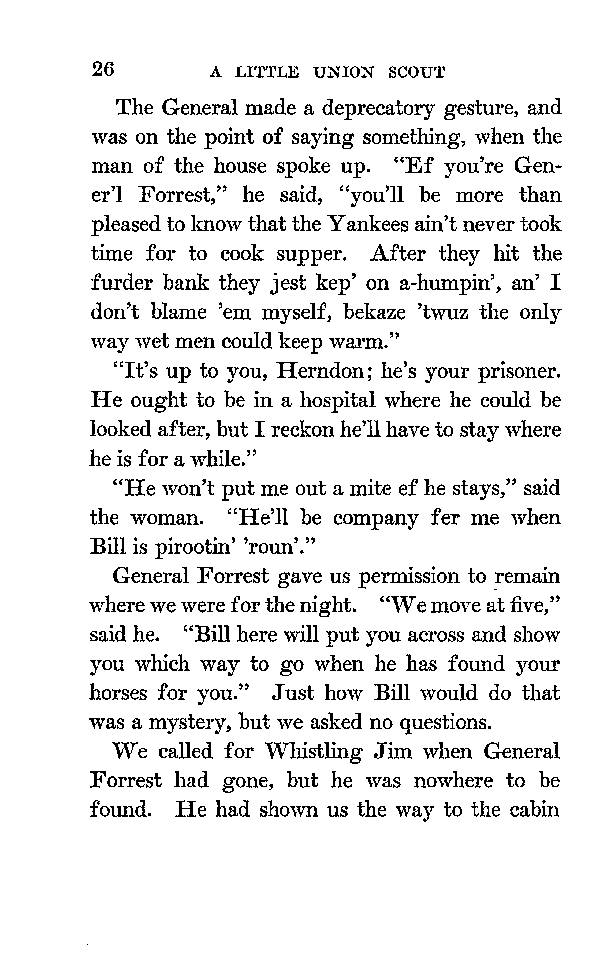 26 A LITTLE UNION SCOUT
The General made a deprecatory gesture, and
was on the point of saying something, when the
man of the house spoke up. “Ef you’re Gen-
er’l Forrest,” he said, “you’ll be more than
pleased to know that the Yankees ain’t never took
time for to cook supper. After they hit the
furder bank they jest kep’ on a-humpin’, an’ I
don’t blame ’em myself, bekaze ’twuz the only
way wet men could keep warm.”
“It’s up to you, Herndon; he’s your prisoner.
He ought to be in a hospital where he could be
looked after, but I reckon he’ll have to stay where
he is for a while.”
“He won’t put me out a mite ef he stays,” said
the woman. “He’ll be company fer me when
Bill is pirootin’ ’roun’.”
General Forrest gave us permission to remain
where we were for the night. “We move at five,”
said he. “Bill here will put you across and show
you which way to go when he has found your
horses for you.” Just how Bill would do that
was a mystery, but we asked no questions.
We called for Whistling Jim when General
Forrest had gone, but he was nowhere to be
found. He had shown us the way to the cabin